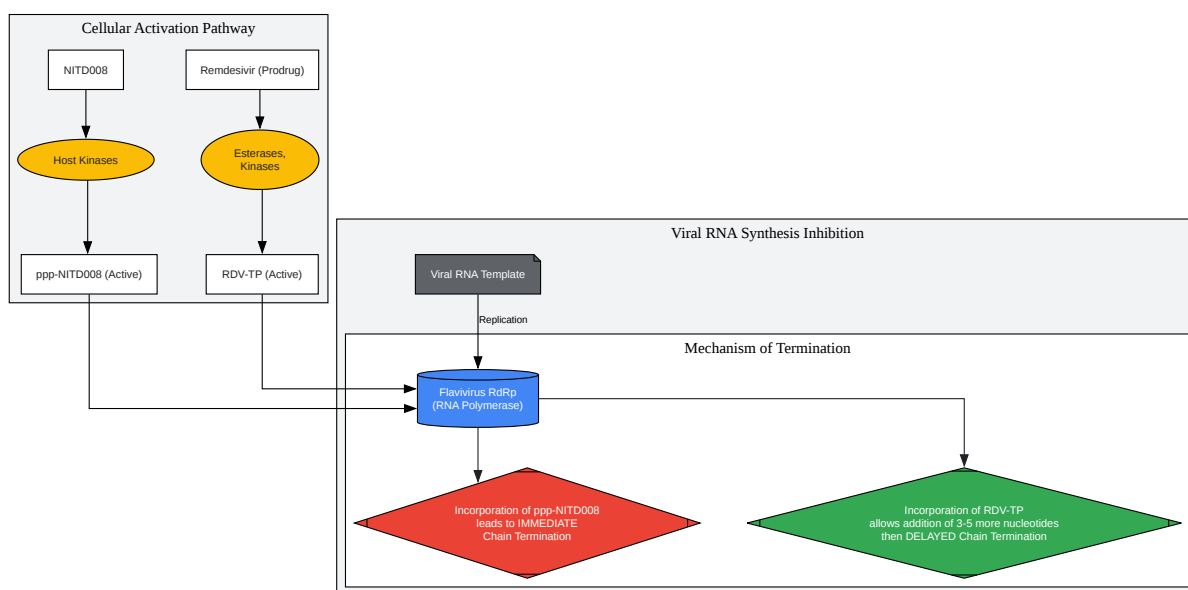 Cellular Activation Pathway
NITD008
Remdesivir (Prodrug)
Host Kinases
Esterases,
Kinases
ppp-NITD008 (Active)
RDV-TP (Active)
Viral RNA Synthesis Inhibition
Viral RNA Template
Replication
Mechanism of Termination
Flavivirus RdRp
(RNA Polymerase)
Incorporation of ppp-NITD008
leads to IMMEDIATE
Chain Termination
Incorporation of RDV-TP
allows addition of 3-5 more nucleotides
then DELAYED Chain Termination